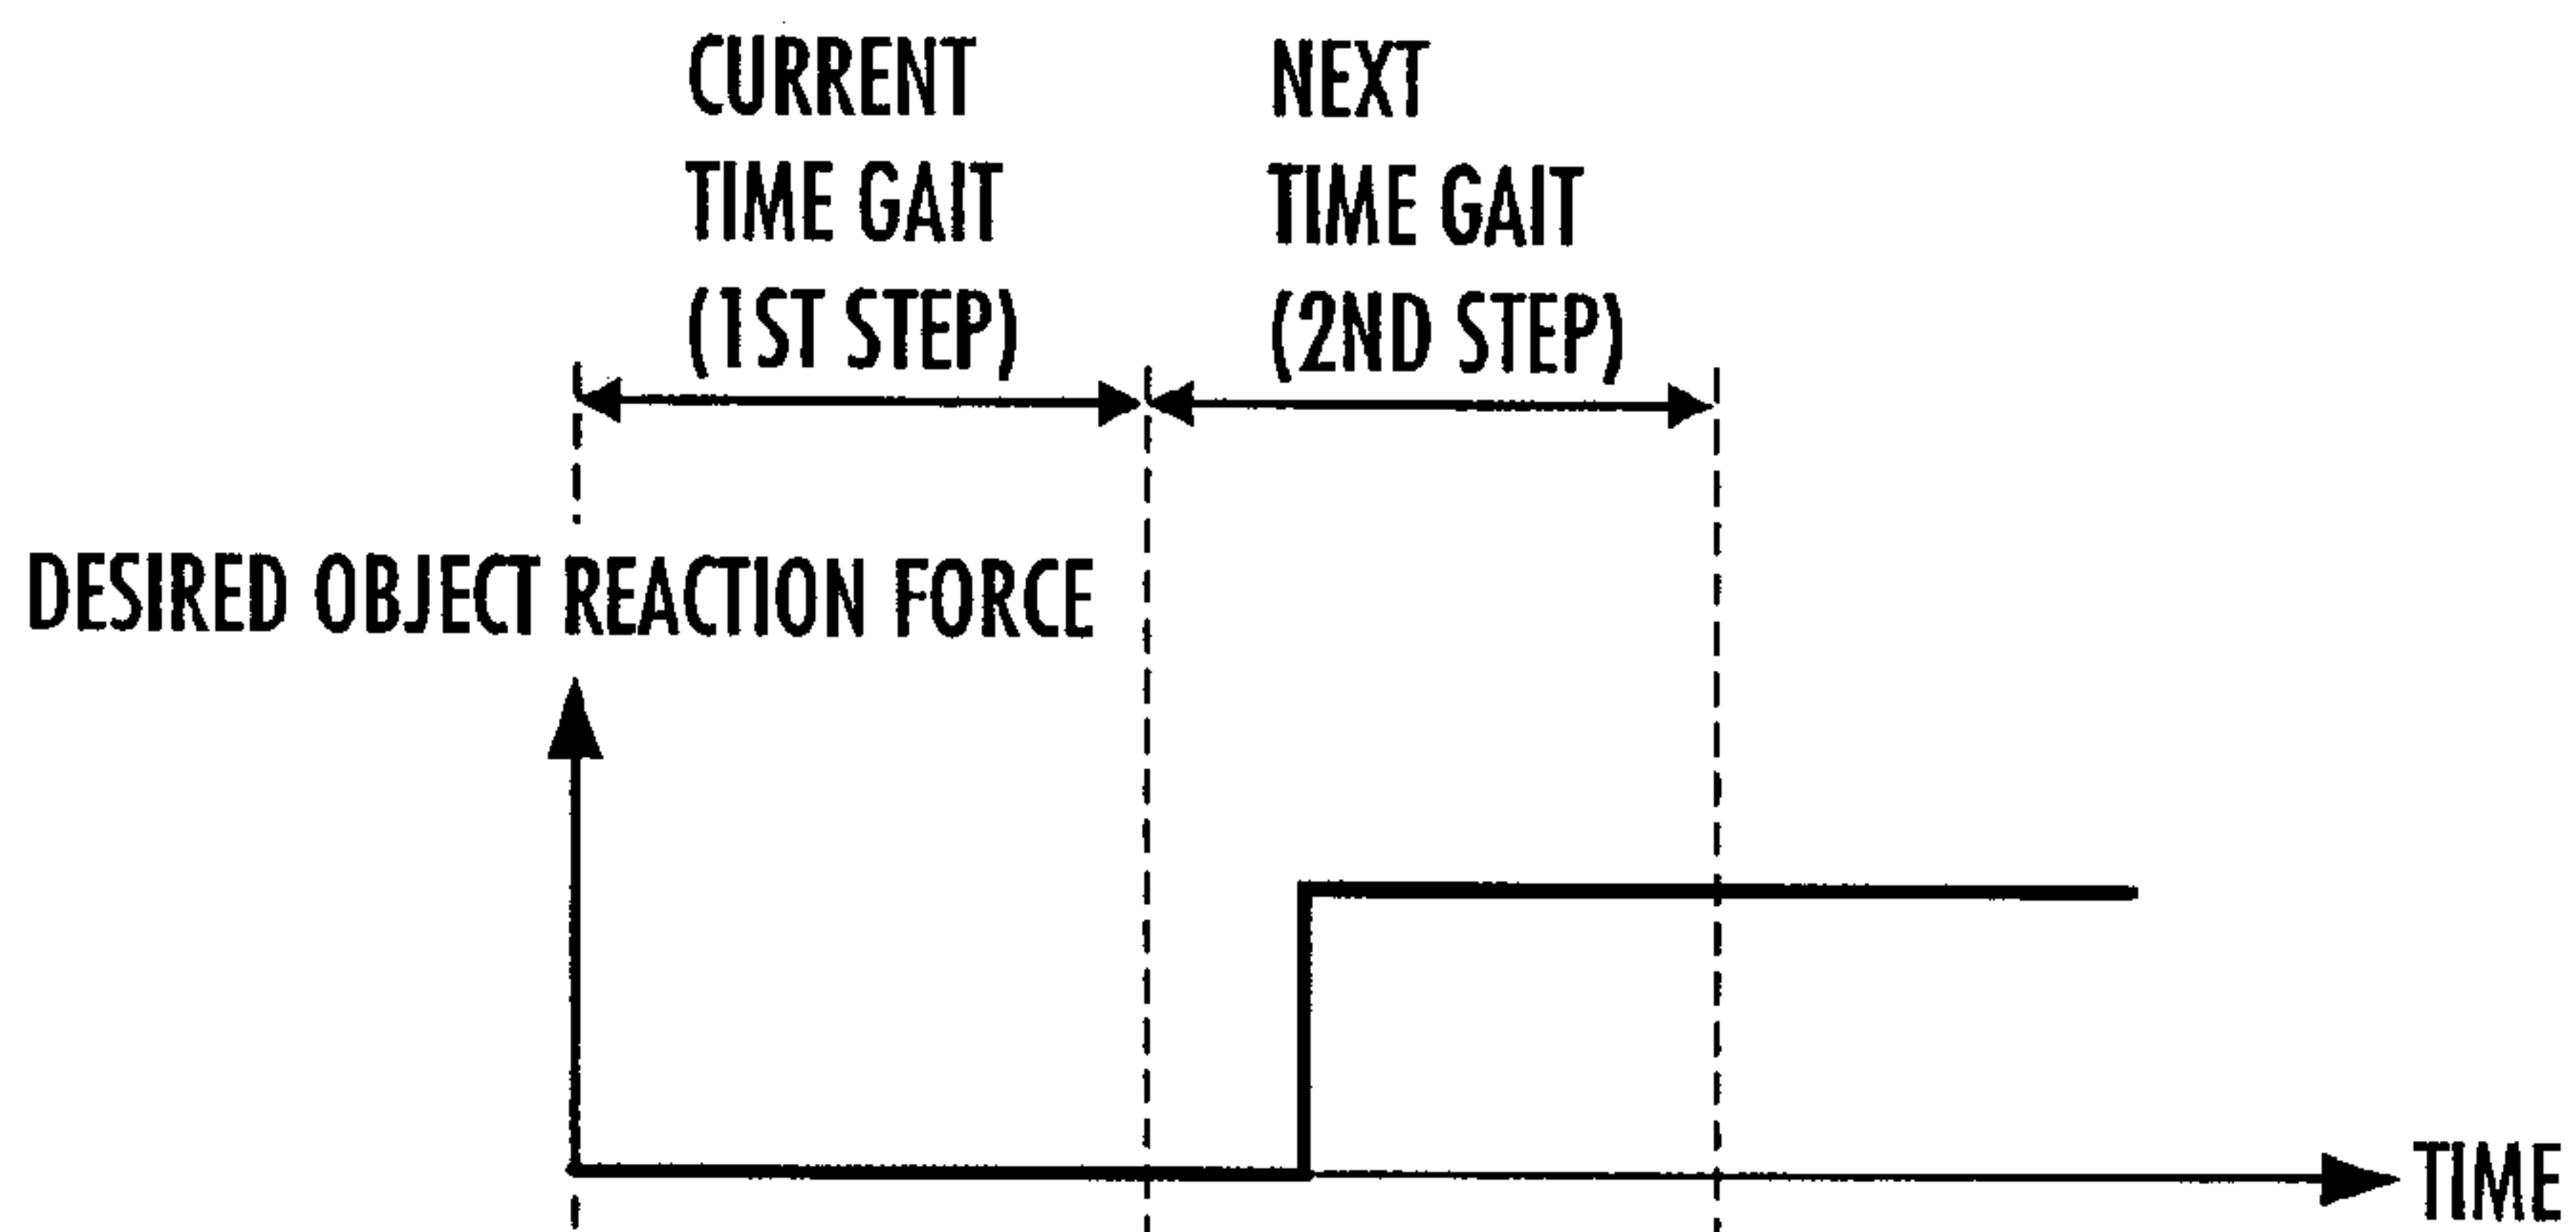 CURRENT
TIME GAIT
(1ST STEP)
NEXT
TIME GAIT
(2ND STEP)
DESIRED OBJECT REACTION FORCE
TIME